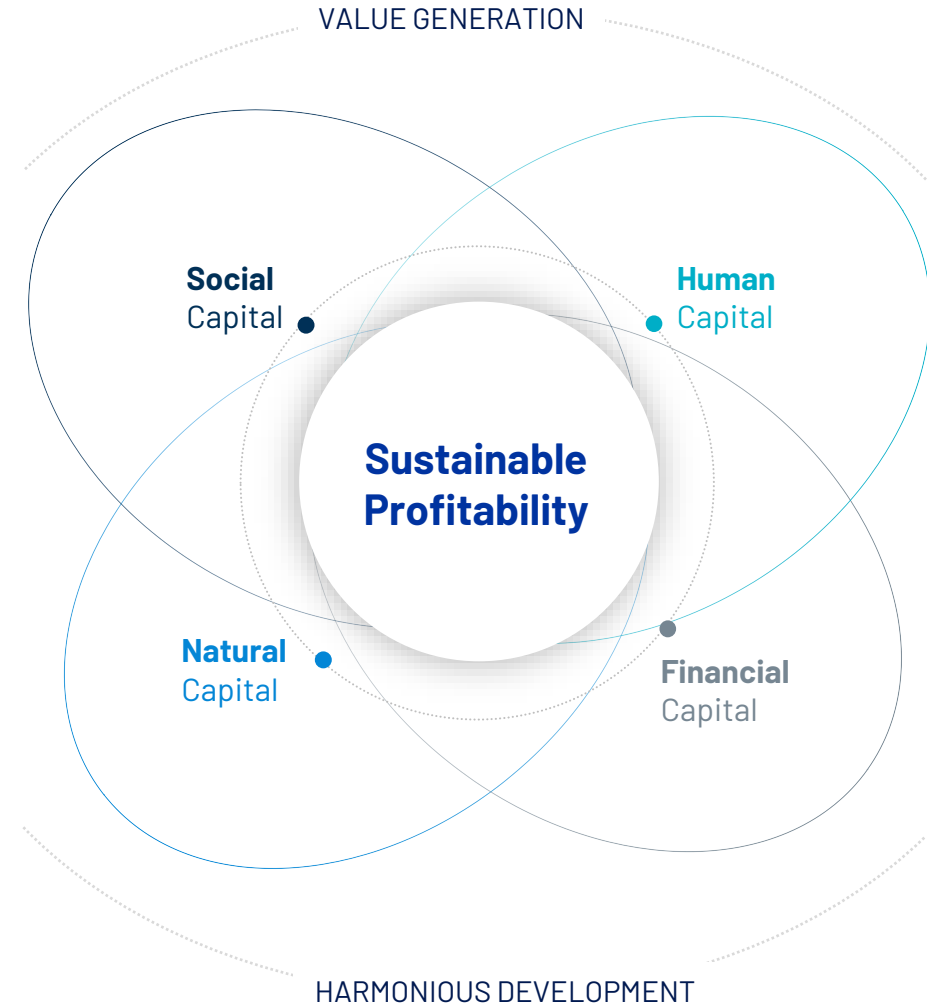 VALUE GENERATION
Social
Capital
Human
Capital
Sustainable
Profitability
Natural
Capital
Financial
Capital
HARMONIOUS DEVELOPMENT